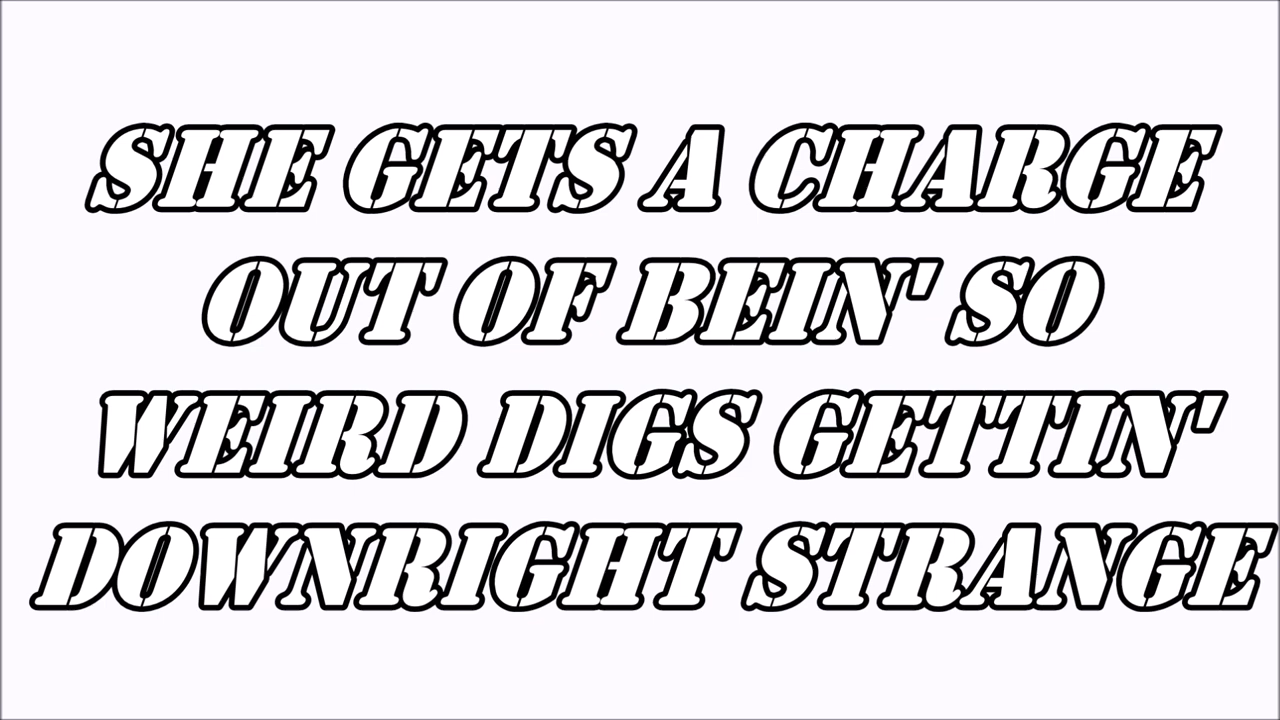 SHE GETS A CHARGE
OUT OF BEIN' SO
WEIRD DIGS GETTIN'
DOWNRIGHT STRANGE